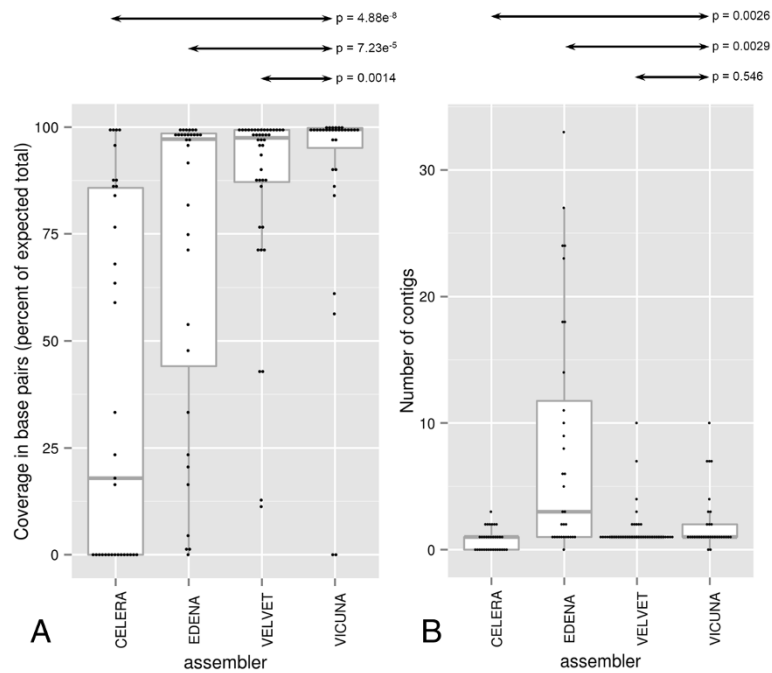 p = 4.88e-8
p = 7.23e-5
p = 0.0014
100
75
50
25
0
Coverage in base pairs (percent of expected total)
CELERA
EDENA
VELVET
VICUNA
assembler
A
p = 0.0026
p = 0.0029
p = 0.546
30
20
10
0
Number of contigs
CELERA
EDENA
VELVET
VICUNA
assembler
B